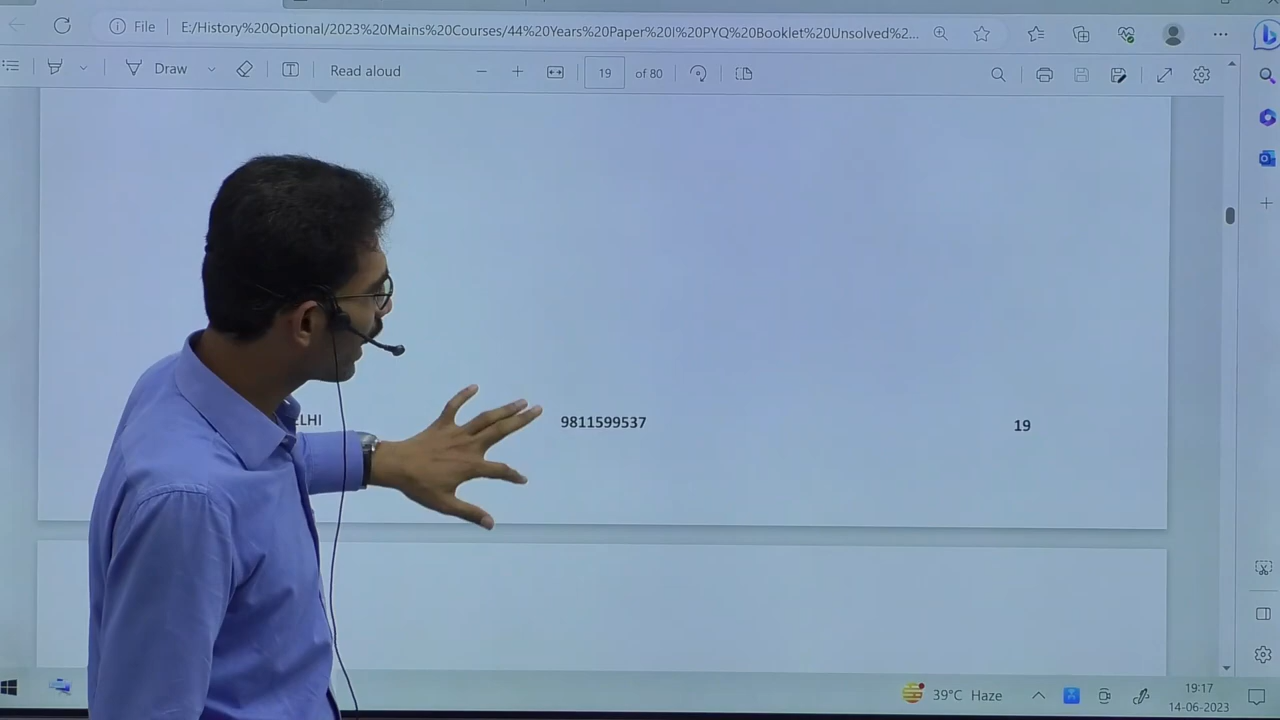 File E:/History%20Optional/2023%20Mains%20Courses/44%20Years%20Paper%20I%20PYQ%20Booklet%20Unsolved%2...
Draw Read aloud 19 of 80
LHI 9811599537 19
39°C Haze 19:17
14-06-2023